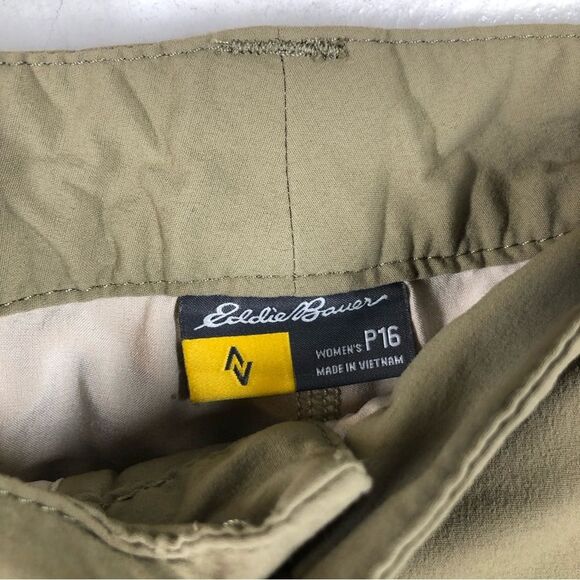 Eddie Bauer
WOMEN'S P16
MADE IN VIETNAM